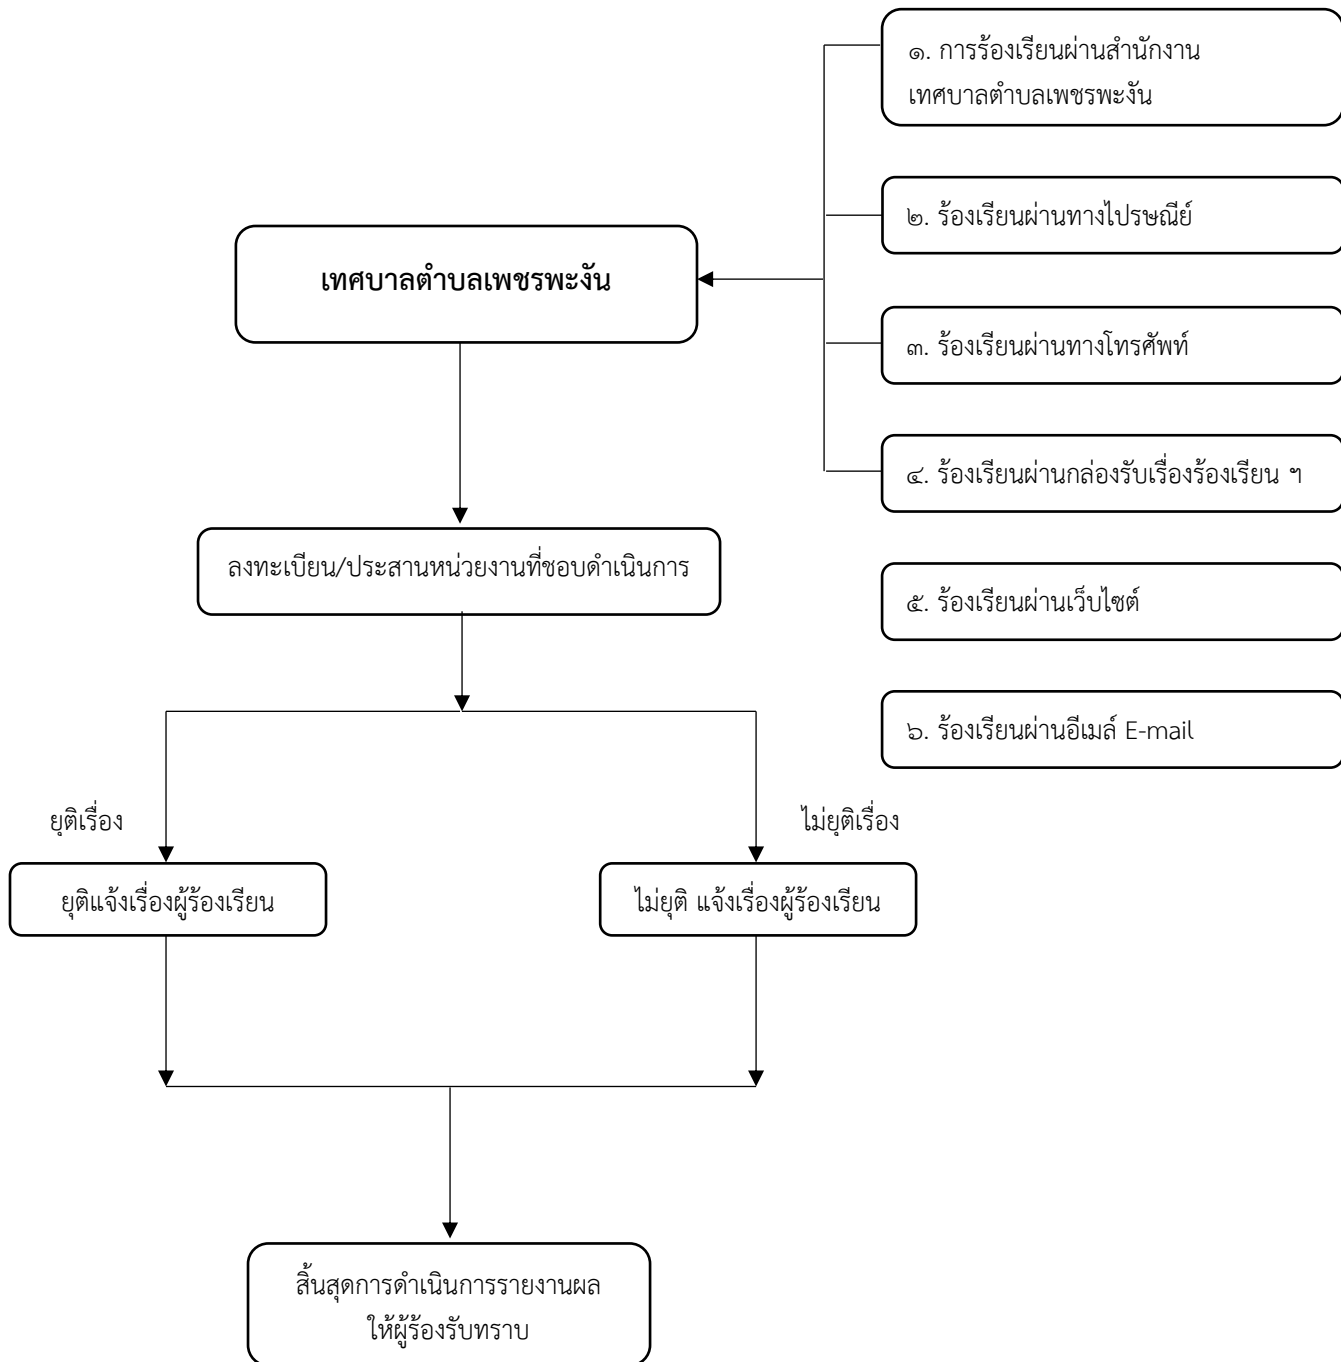 ๑. การร้องเรียนผ่านสำนักงาน
เทศบาลตำบลเพชรพะงัน
๒. ร้องเรียนผ่านทางไปรษณีย์
เทศบาลตำบลเพชรพะงัน
๓. ร้องเรียนผ่านทางโทรศัพท์
๔. ร้องเรียนผ่านกล่องรับเรื่องร้องเรียน ฯ
ลงทะเบียน/ประสานหน่วยงานที่ชอบดำเนินการ
๕. ร้องเรียนผ่านเว็บไซต์
๖. ร้องเรียนผ่านอีเมล์ E-mail
ยุติเรื่อง
ไม่ยุติเรื่อง
ยุติแจ้งเรื่องผู้ร้องเรียน
ไม่ยุติ แจ้งเรื่องผู้ร้องเรียน
สิ้นสุดการดำเนินการรายงานผล
ให้ผู้ร้องรับทราบ